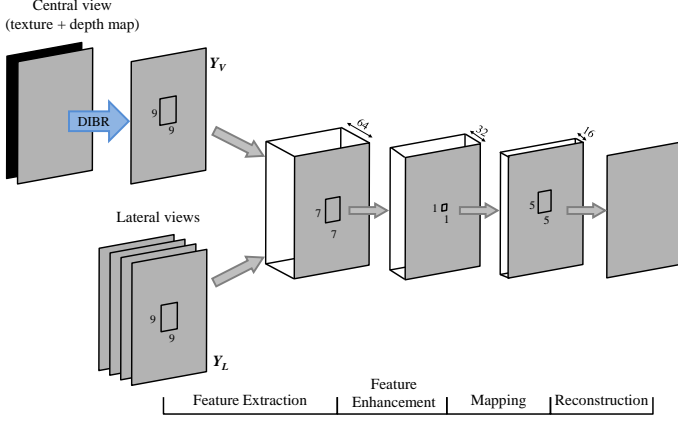 Central view
(texture + depth map)
DIBR
9
9
Y_V
64
32
16
7
7
1
1
5
5
Lateral views
9
9
Y_L
Feature Extraction
Feature
Enhancement
Mapping
Reconstruction